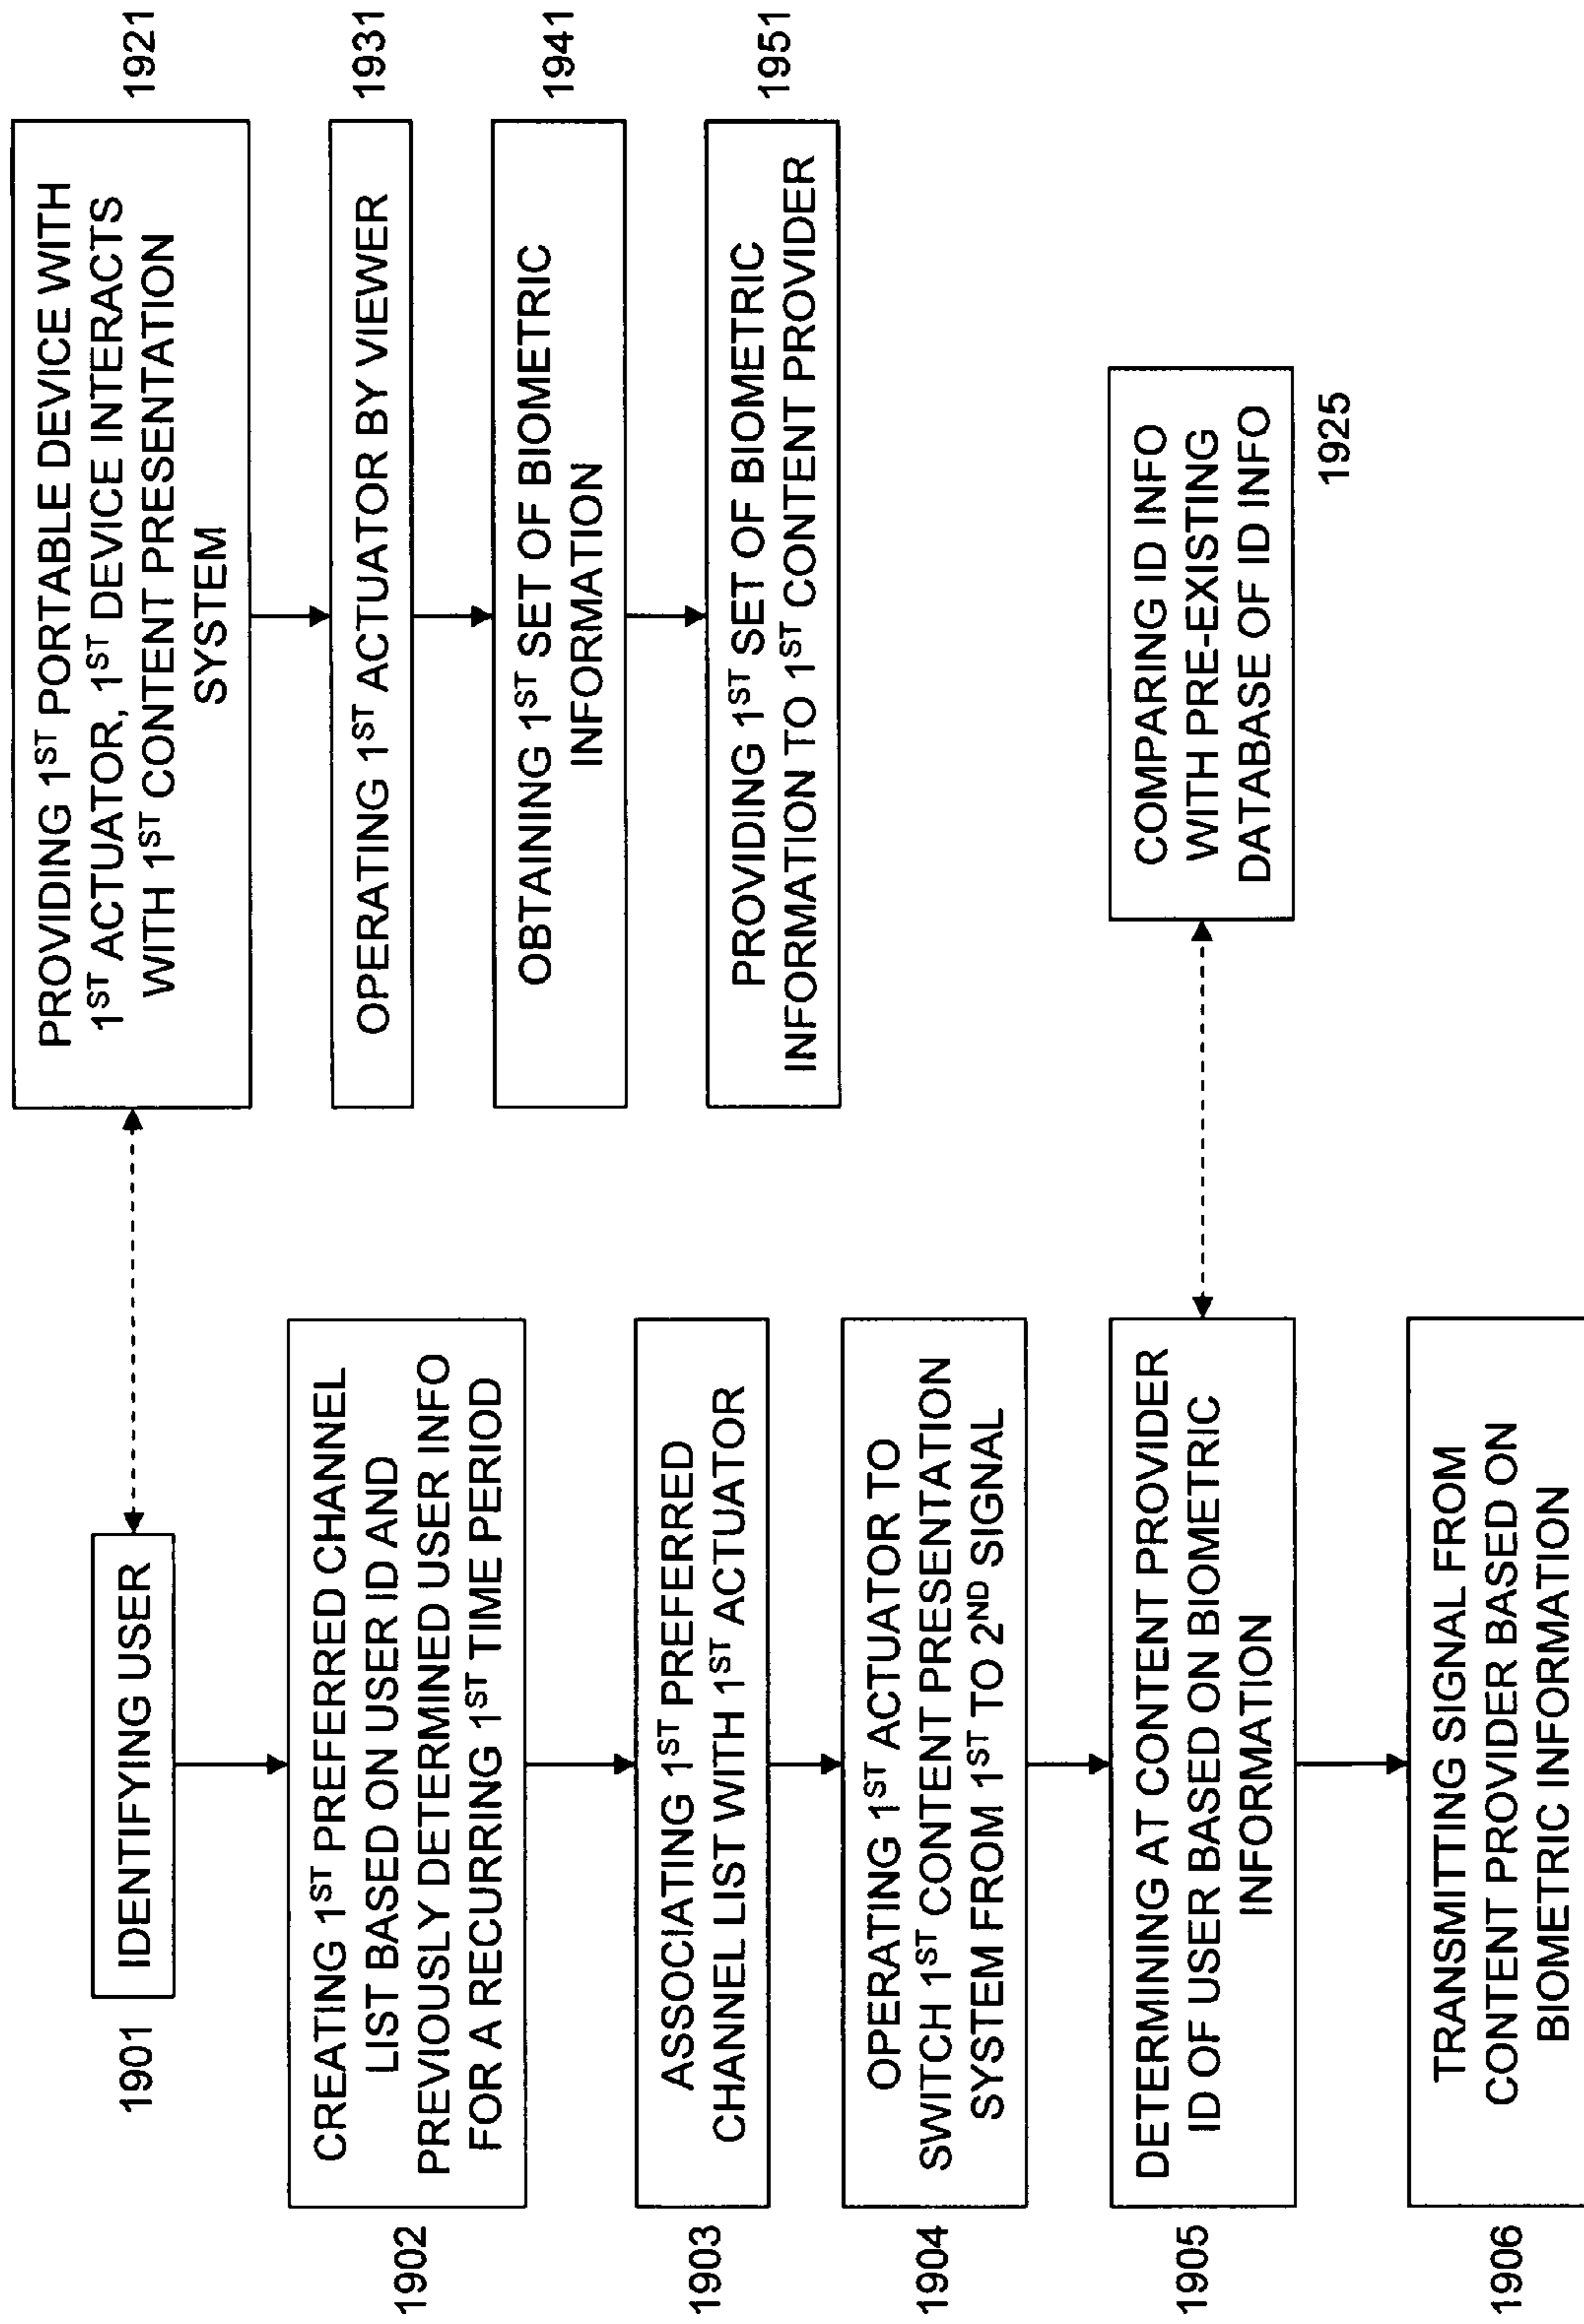 1901
IDENTIFYING USER
1902
CREATING 1ST PREFERRED CHANNEL
LIST BASED ON USER ID AND
PREVIOUSLY DETERMINED USER INFO
FOR A RECURRING 1ST TIME PERIOD
1903
ASSOCIATING 1ST PREFERRED
CHANNEL LIST WITH 1ST ACTUATOR
1904
OPERATING 1ST ACTUATOR TO
SWITCH 1ST CONTENT PRESENTATION
SYSTEM FROM 1ST TO 2ND SIGNAL
1905
DETERMINING AT CONTENT PROVIDER
ID OF USER BASED ON BIOMETRIC
INFORMATION
1906
TRANSMITTING SIGNAL FROM
CONTENT PROVIDER BASED ON
BIOMETRIC INFORMATION
PROVIDING 1ST PORTABLE DEVICE WITH
1ST ACTUATOR, 1ST DEVICE INTERACTS
WITH 1ST CONTENT PRESENTATION
SYSTEM
1921
OPERATING 1ST ACTUATOR BY VIEWER
1931
OBTAINING 1ST SET OF BIOMETRIC
INFORMATION
1941
PROVIDING 1ST SET OF BIOMETRIC
INFORMATION TO 1ST CONTENT PROVIDER
1951
COMPARING ID INFO
WITH PRE-EXISTING
DATABASE OF ID INFO
1925